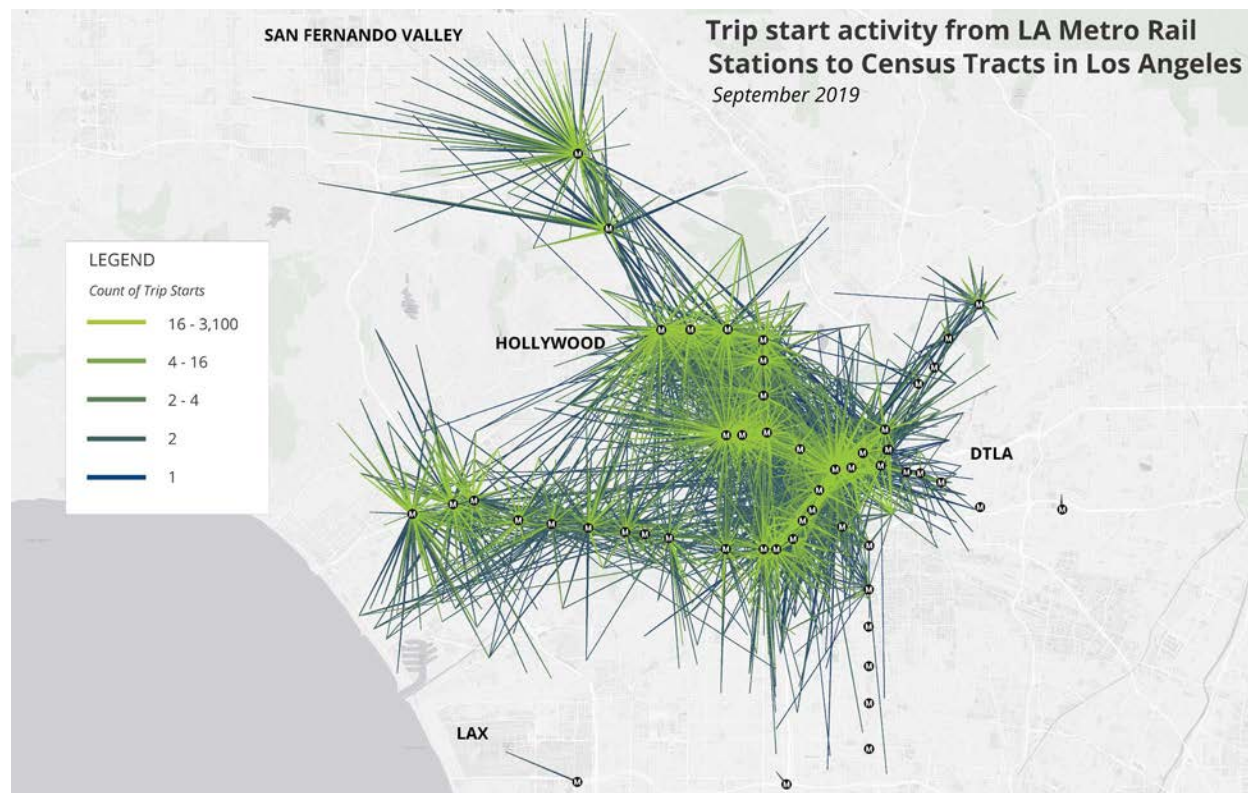 SAN FERNANDO VALLEY
Trip start activity from LA Metro Rail
Stations to Census Tracts in Los Angeles
September 2019
LEGEND
Count of Trip Starts
16 - 3,100
4 - 16
2 - 4
2
1
HOLLYWOOD
DTLA
LAX